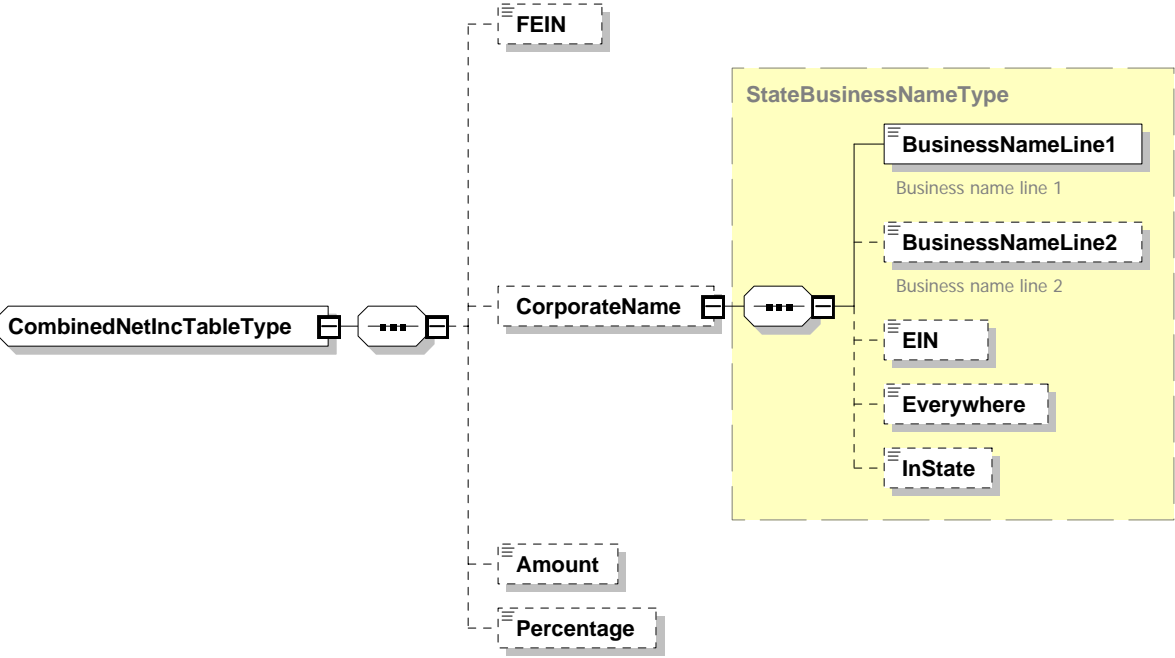 FEIN
StateBusinessNameType
BusinessNameLine1
Business name line 1
BusinessNameLine2
Business name line 2
CorporateName
CombinedNetIncTableType
EIN
Everywhere
InState
Amount
Percentage